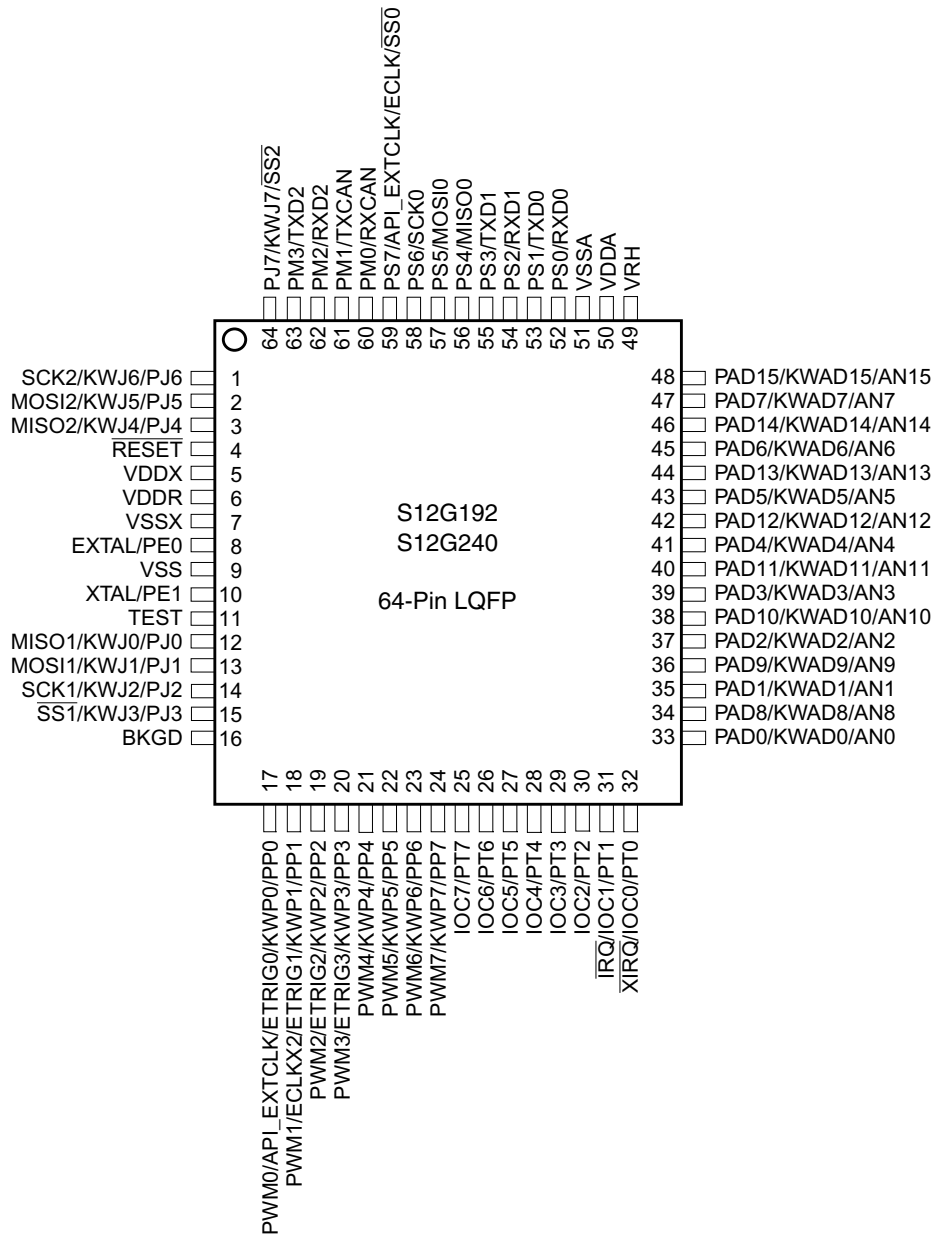 PJ7/KWJ7/SS2
PM3/TXD2
PM2/RXD2
PM1/TXCAN
PM0/RXCAN
PS7/API_EXTCLK/ECLK/SS0
PS6/SCK0
PS5/MOSI0
PS4/MISO0
PS3/TXD1
PS2/RXD1
PS1/TXD0
PS0/RXD0
VSSA
VDDA
VRH
64
63
62
61
60
59
58
57
56
55
54
53
52
51
50
49
SCK2/KWJ6/PJ6 1
MOSI2/KWJ5/PJ5 2
MISO2/KWJ4/PJ4 3
RESET 4
VDDX 5
VDDR 6
VSSX 7
EXTAL/PE0 8
VSS 9
XTAL/PE1 10
TEST 11
MISO1/KWJ0/PJ0 12
MOSI1/KWJ1/PJ1 13
SCK1/KWJ2/PJ2 14
SS1/KWJ3/PJ3 15
BKGD 16
S12G192
S12G240
64-Pin LQFP
48 PAD15/KWAD15/AN15
47 PAD7/KWAD7/AN7
46 PAD14/KWAD14/AN14
45 PAD6/KWAD6/AN6
44 PAD13/KWAD13/AN13
43 PAD5/KWAD5/AN5
42 PAD12/KWAD12/AN12
41 PAD4/KWAD4/AN4
40 PAD11/KWAD11/AN11
39 PAD3/KWAD3/AN3
38 PAD10/KWAD10/AN10
37 PAD2/KWAD2/AN2
36 PAD9/KWAD9/AN9
35 PAD1/KWAD1/AN1
34 PAD8/KWAD8/AN8
33 PAD0/KWAD0/AN0
17
18
19
20
21
22
23
24
25
26
27
28
29
30
31
32
PWM0/API_EXTCLK/ETRIG0/KWP0/PP0
PWM1/ECLKX2/ETRIG1/KWP1/PP1
PWM2/ETRIG2/KWP2/PP2
PWM3/ETRIG3/KWP3/PP3
PWM4/KWP4/PP4
PWM5/KWP5/PP5
PWM6/KWP6/PP6
PWM7/KWP7/PP7
IOC7/PT7
IOC6/PT6
IOC5/PT5
IOC4/PT4
IOC3/PT3
IOC2/PT2
IRQ/IOC1/PT1
XIRQ/IOC0/PT0